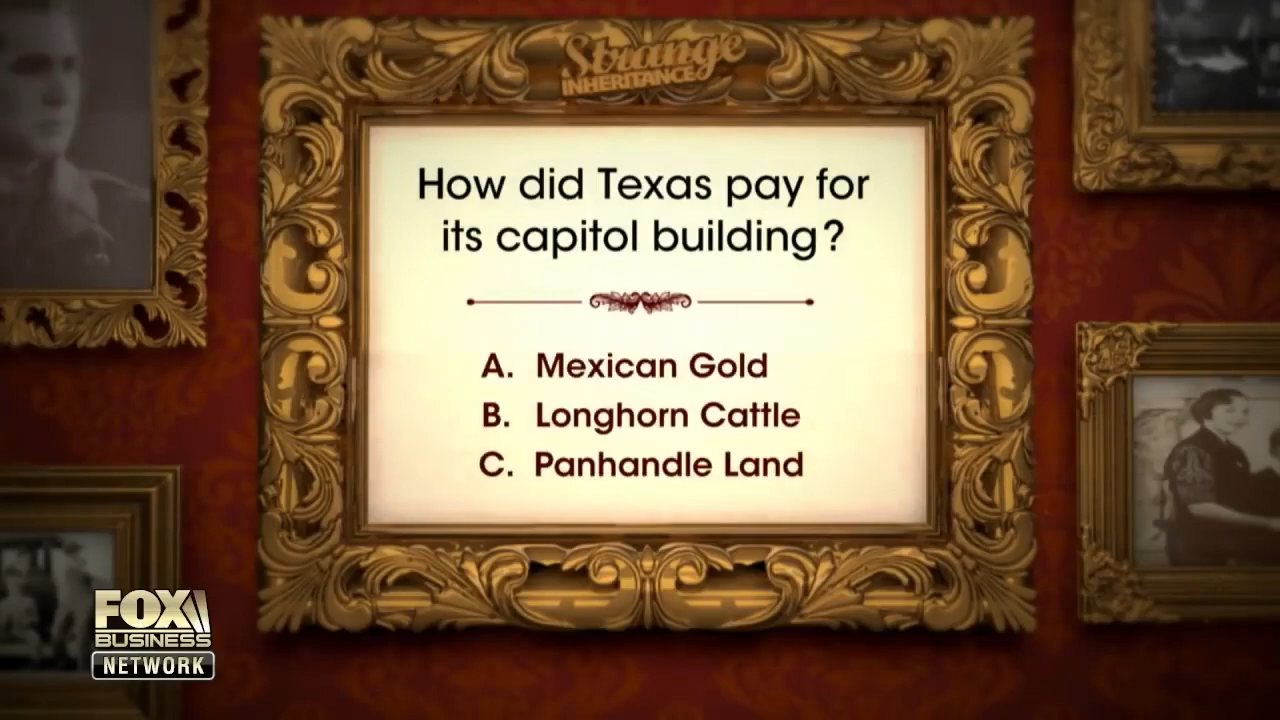 Strange
INHERITANCE
How did Texas pay for
its capitol building?
A. Mexican Gold
B. Longhorn Cattle
C. Panhandle Land
FOX
BUSINESS
NETWORK